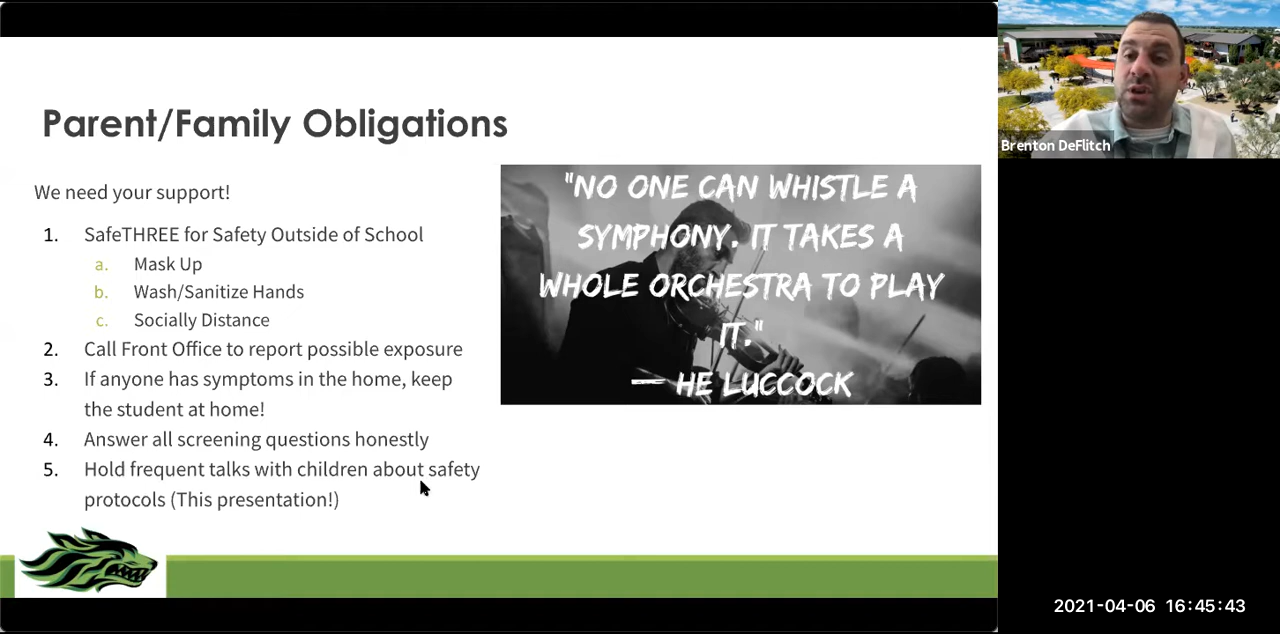 Parent/Family Obligations
We need your support!
1. SafeTHREE for Safety Outside of School
a. Mask Up
b. Wash/Sanitize Hands
c. Socially Distance
2. Call Front Office to report possible exposure
3. If anyone has symptoms in the home, keep
the student at home!
4. Answer all screening questions honestly
5. Hold frequent talks with children about safety
protocols (This presentation!)
"NO ONE CAN WHISTLE A
SYMPHONY. IT TAKES A
WHOLE ORCHESTRA TO PLAY
IT."
— HE LUCCOCK
Brenton DeFlitch
2021-04-06 16:45:43